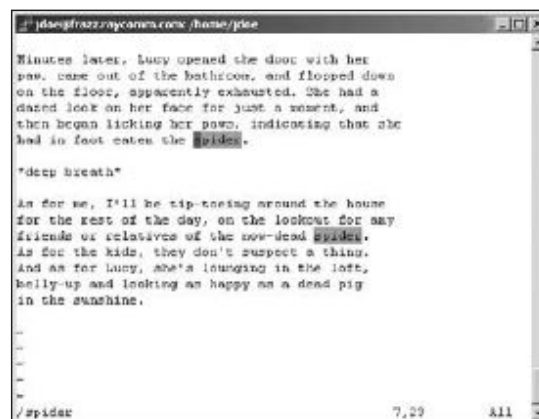 jdoe@frazz.raycomm.com: /home/jdoe
Minutes later, Lucy opened the door with her
paw, came out of the bathroom, and flopped down
on the floor, apparently exhausted. She had a
dazed look on her face for just a moment, and
then began licking her paws, indicating that she
had in fact eaten the spider.
*deep breath*
As for me, I'll be tip-toeing around the house
for the rest of the day, on the lookout for any
friends or relatives of the now-dead spider.
As for the kids, they don't suspect a thing.
And as for Lucy, she's lounging in the loft,
belly-up and looking as happy as a dead pig
in the sunshine.
~
~
~
~
~
/spider 7,29 All